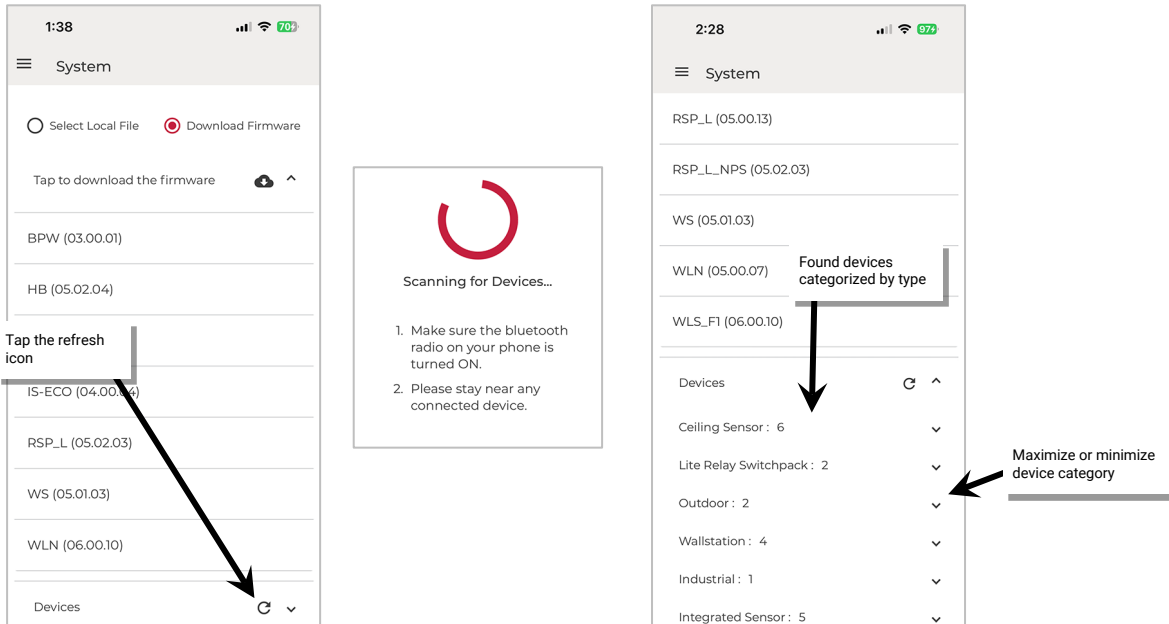 1:38
70
System
Select Local File
Download Firmware
Tap to download the firmware
BPW (03.00.01)
HB (05.02.04)
Tap the refresh
icon
IS-ECO (04.00.04)
RSP_L (05.02.03)
WS (05.01.03)
WLN (06.00.10)
Devices
Scanning for Devices...
1. Make sure the bluetooth
radio on your phone is
turned ON.
2. Please stay near any
connected device.
2:28
97
System
RSP_L (05.00.13)
RSP_L_NPS (05.02.03)
WS (05.01.03)
WLN (05.00.07)
Found devices
categorized by type
WLS_F1 (06.00.10)
Devices
Ceiling Sensor : 6
Lite Relay Switchpack : 2
Outdoor : 2
Wallstation : 4
Industrial : 1
Integrated Sensor : 5
Maximize or minimize
device category